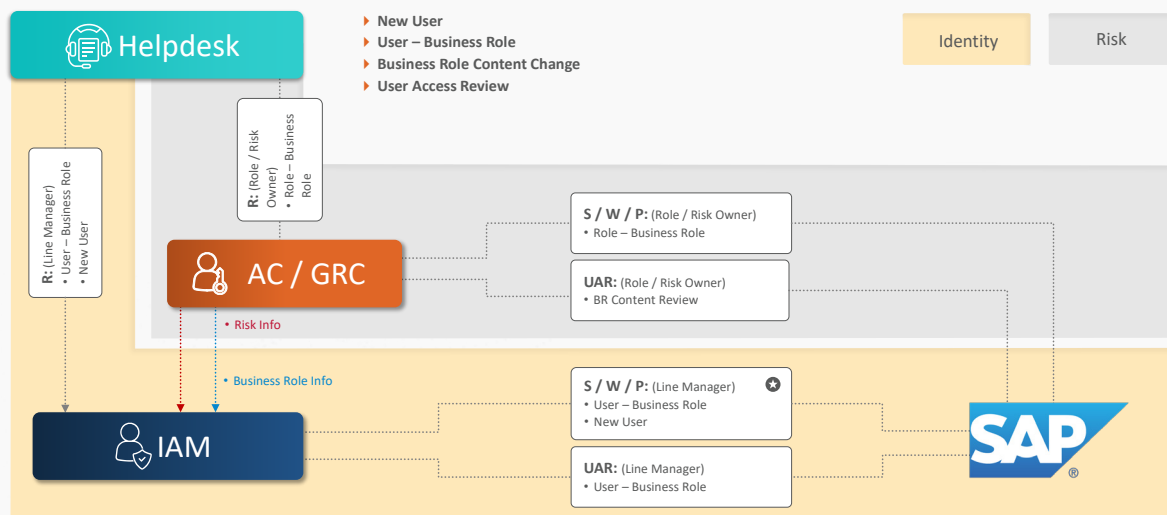 Helpdesk
▸ New User
▸ User – Business Role
▸ Business Role Content Change
▸ User Access Review
Identity
Risk
R: (Line Manager)
• User – Business Role
• New User
R: (Role / Risk
Owner)
• Role – Business
Role
S / W / P: (Role / Risk Owner)
• Role – Business Role
AC / GRC
UAR: (Role / Risk Owner)
• BR Content Review
• Risk Info
• Business Role Info
S / W / P: (Line Manager)
• User – Business Role
• New User
IAM
SAP
®
UAR: (Line Manager)
• User – Business Role